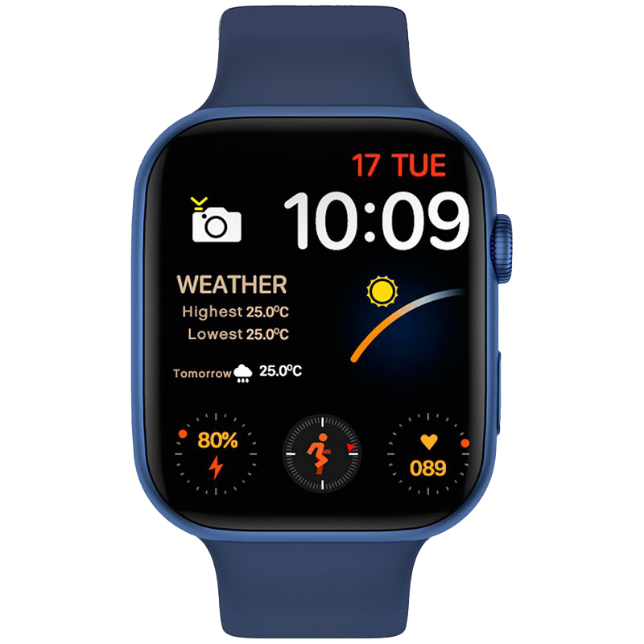 17 TUE
10:09
WEATHER
Highest 25.0ºC
Lowest 25.0ºC
Tomorrow 25.0ºC
80%
089